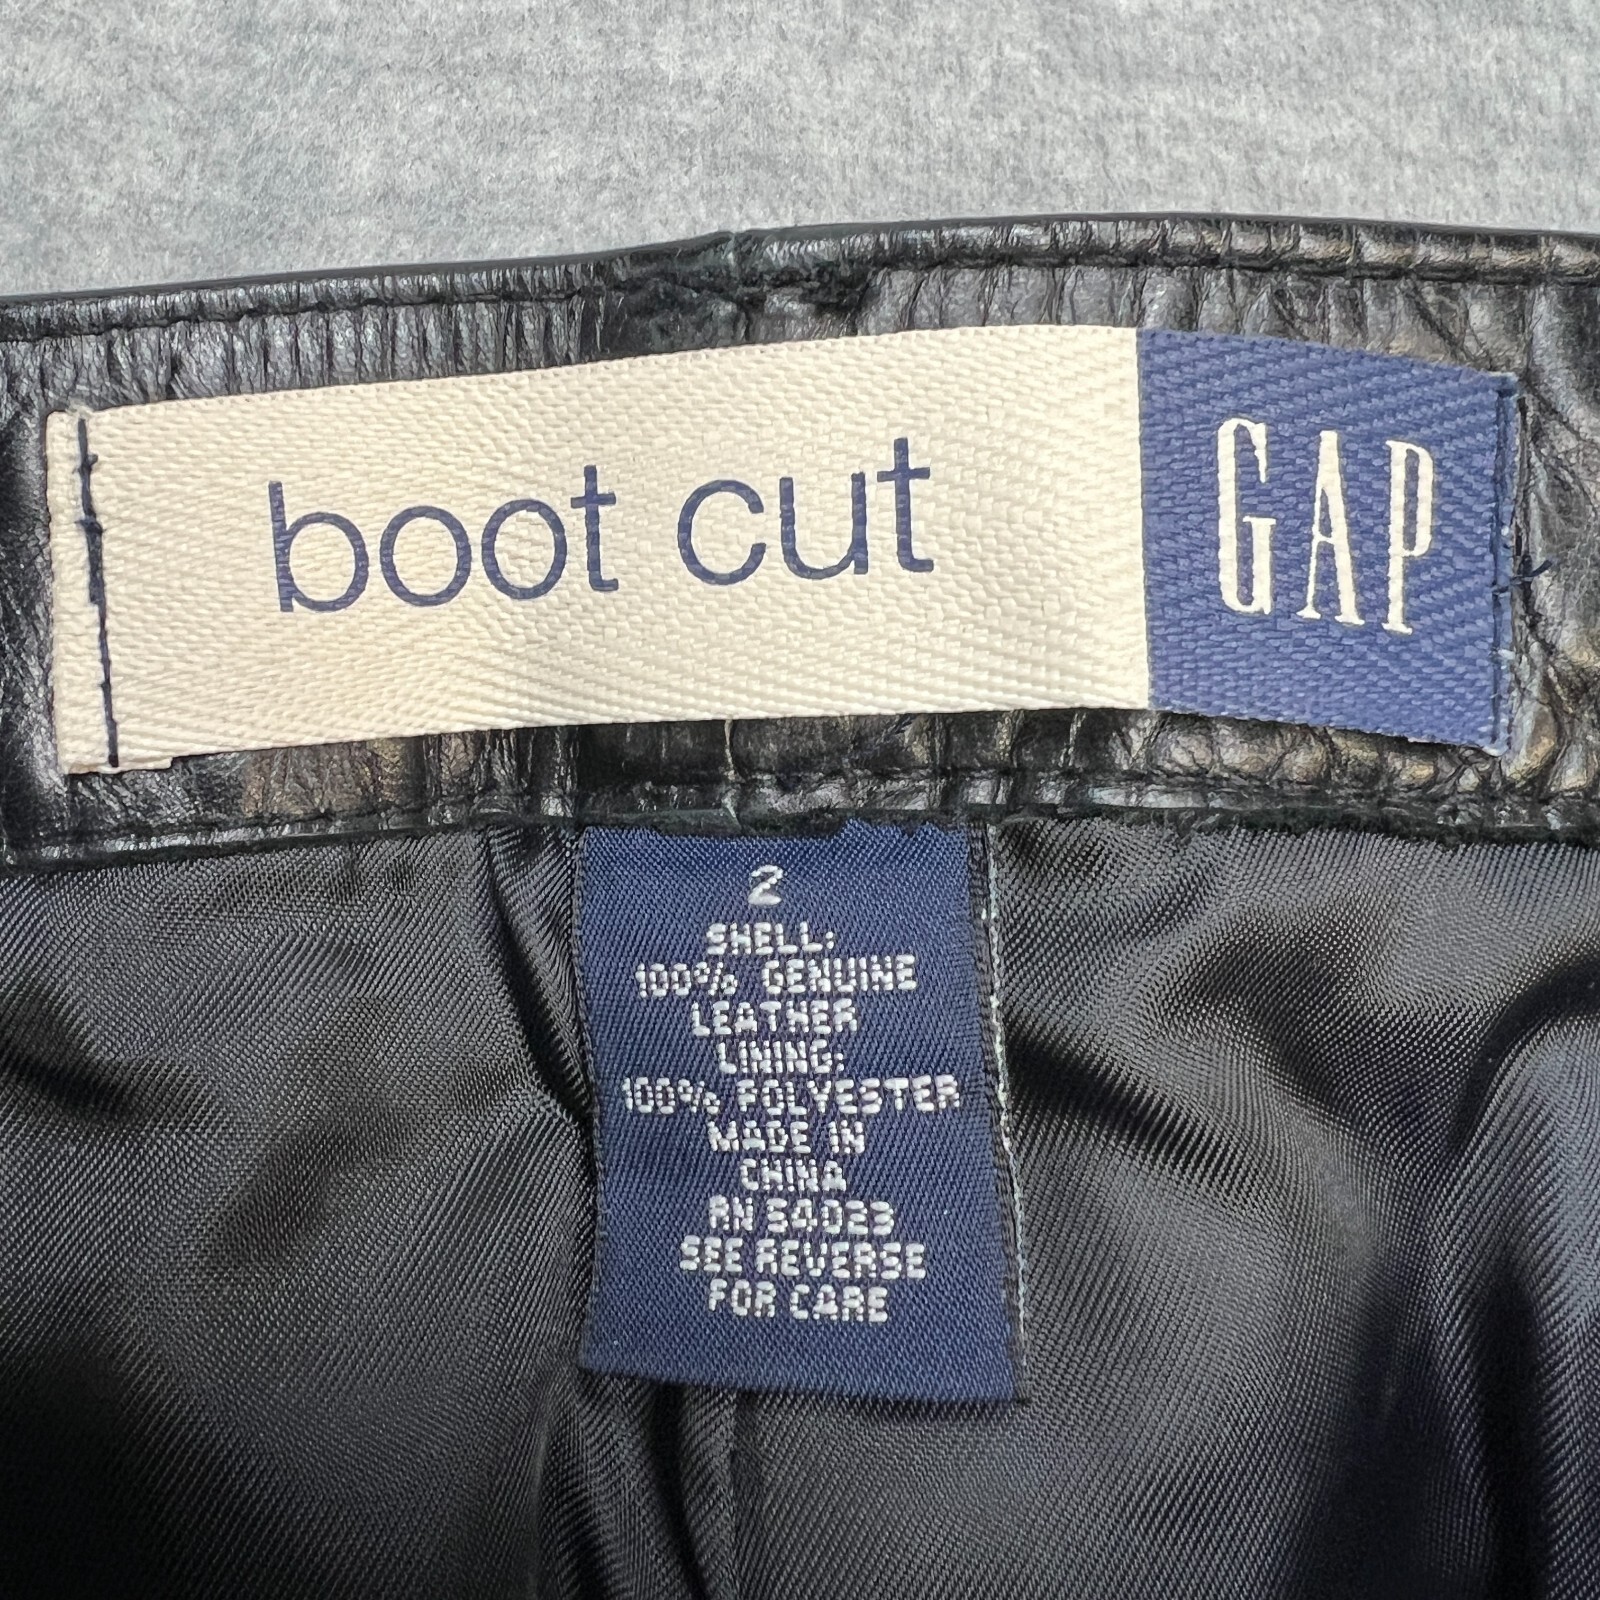 boot cut GAP
2
SHELL:
100% GENUINE
LEATHER
LINING:
100% POLYESTER
MADE IN
CHINA
RN 54023
SEE REVERSE
FOR CARE